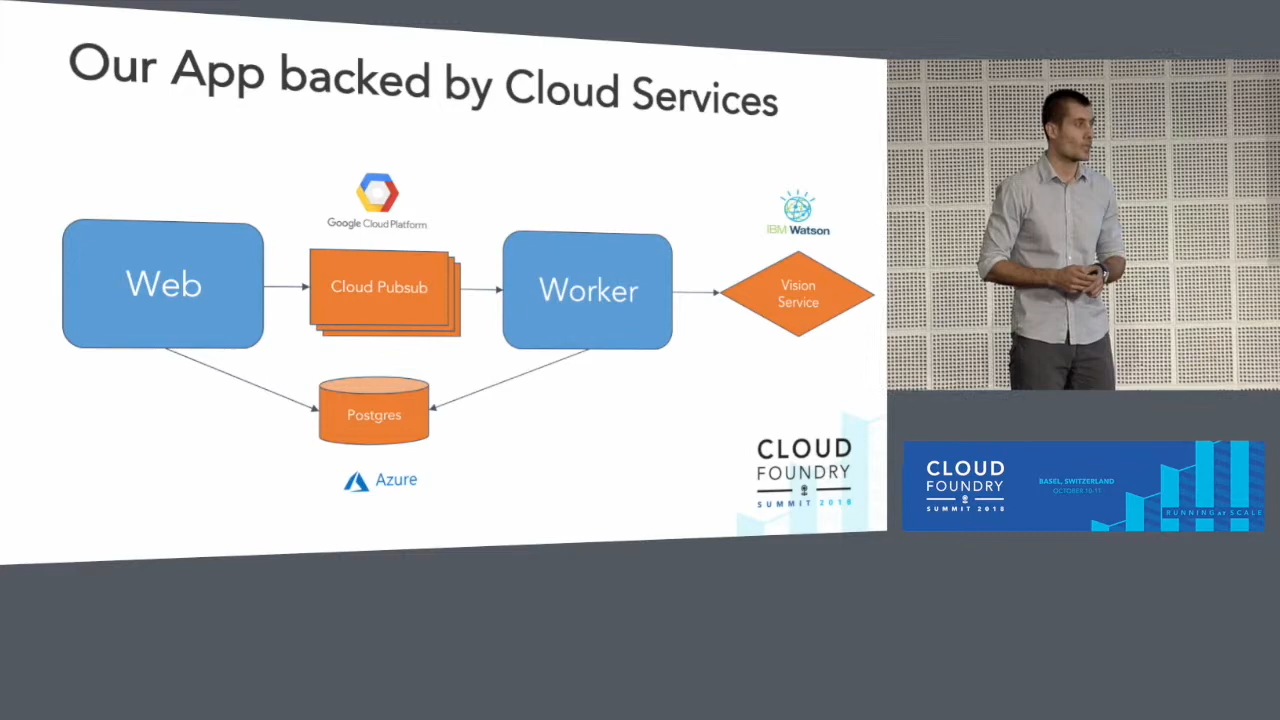 Our App backed by Cloud Services
Google Cloud Platform
IBM Watson
Web
Cloud Pubsub
Worker
Vision
Service
Postgres
Azure
CLOUD
FOUNDRY
SUMMIT 2018
CLOUD
FOUNDRY
SUMMIT 2018
BASEL, SWITZERLAND
OCTOBER 10-11
RUNNING AT SCALE